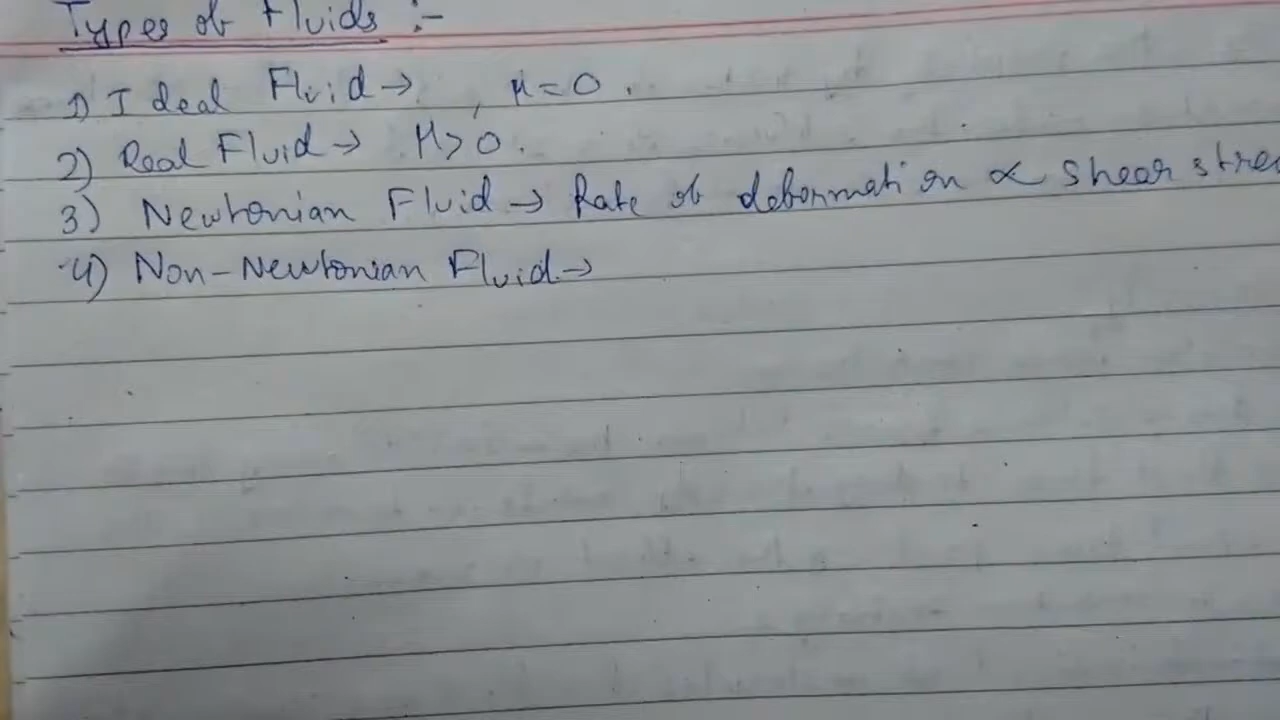 Types of Fluids :-
1) Ideal Fluid → , μ = 0 .
2) Real Fluid → μ > 0 .
3) Newtonian Fluid → Rate of deformation ∝ shear stre
4) Non-Newtonian Fluid →